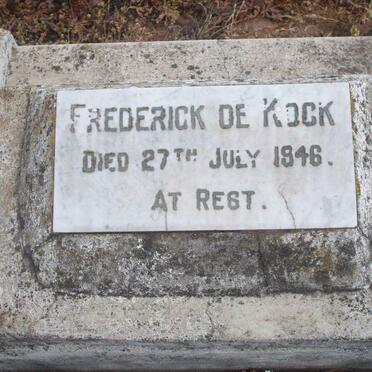 FREDERICK DE KOCK
DIED 27TH JULY 1946.
AT REST.